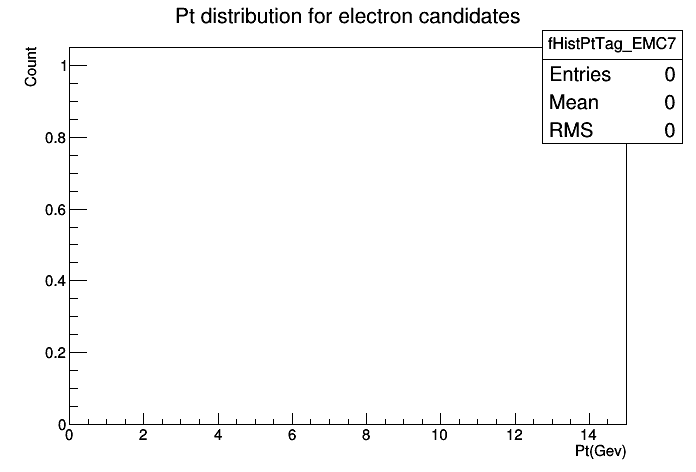 Pt distribution for electron candidates
fHistPtTag_EMC7
Entries 0
Mean 0
RMS 0
Count
1
0.8
0.6
0.4
0.2
0
0 2 4 6 8 10 12 14
Pt(Gev)